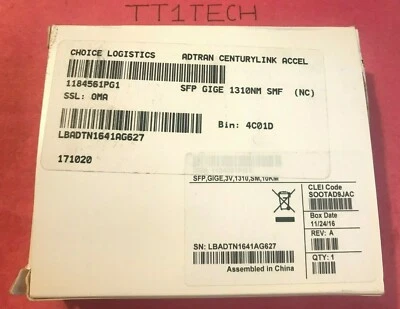 TT1TECH
CHOICE LOGISTICS ADTRAN CENTURYLINK ACCEL
1184561PG1 SFP GIGE 1310NM SMF (NC)
SSL: OMA
Bin: 4C01D
LBADTN1641AG627
171020
SFP,GIGE,3V,1310,SM,10KM
CLEI Code
SOOTAD9JAC
Box Date
11/24/16
REV: A
SN: LBADTN1641AG627
QTY: 1
Assembled in China